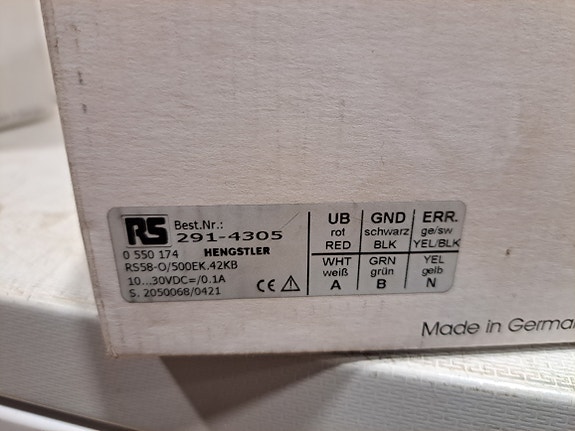 RS Best.Nr.:
291-4305
0 550 174 HENGSTLER
RS58-O/500EK.42KB
10...30VDC=/0.1A
S. 2050068/0421 CE
UB GND ERR.
rot schwarz ge/sw
RED BLK YEL/BLK
WHT GRN YEL
weiß grün gelb
A B N
Made in Germa